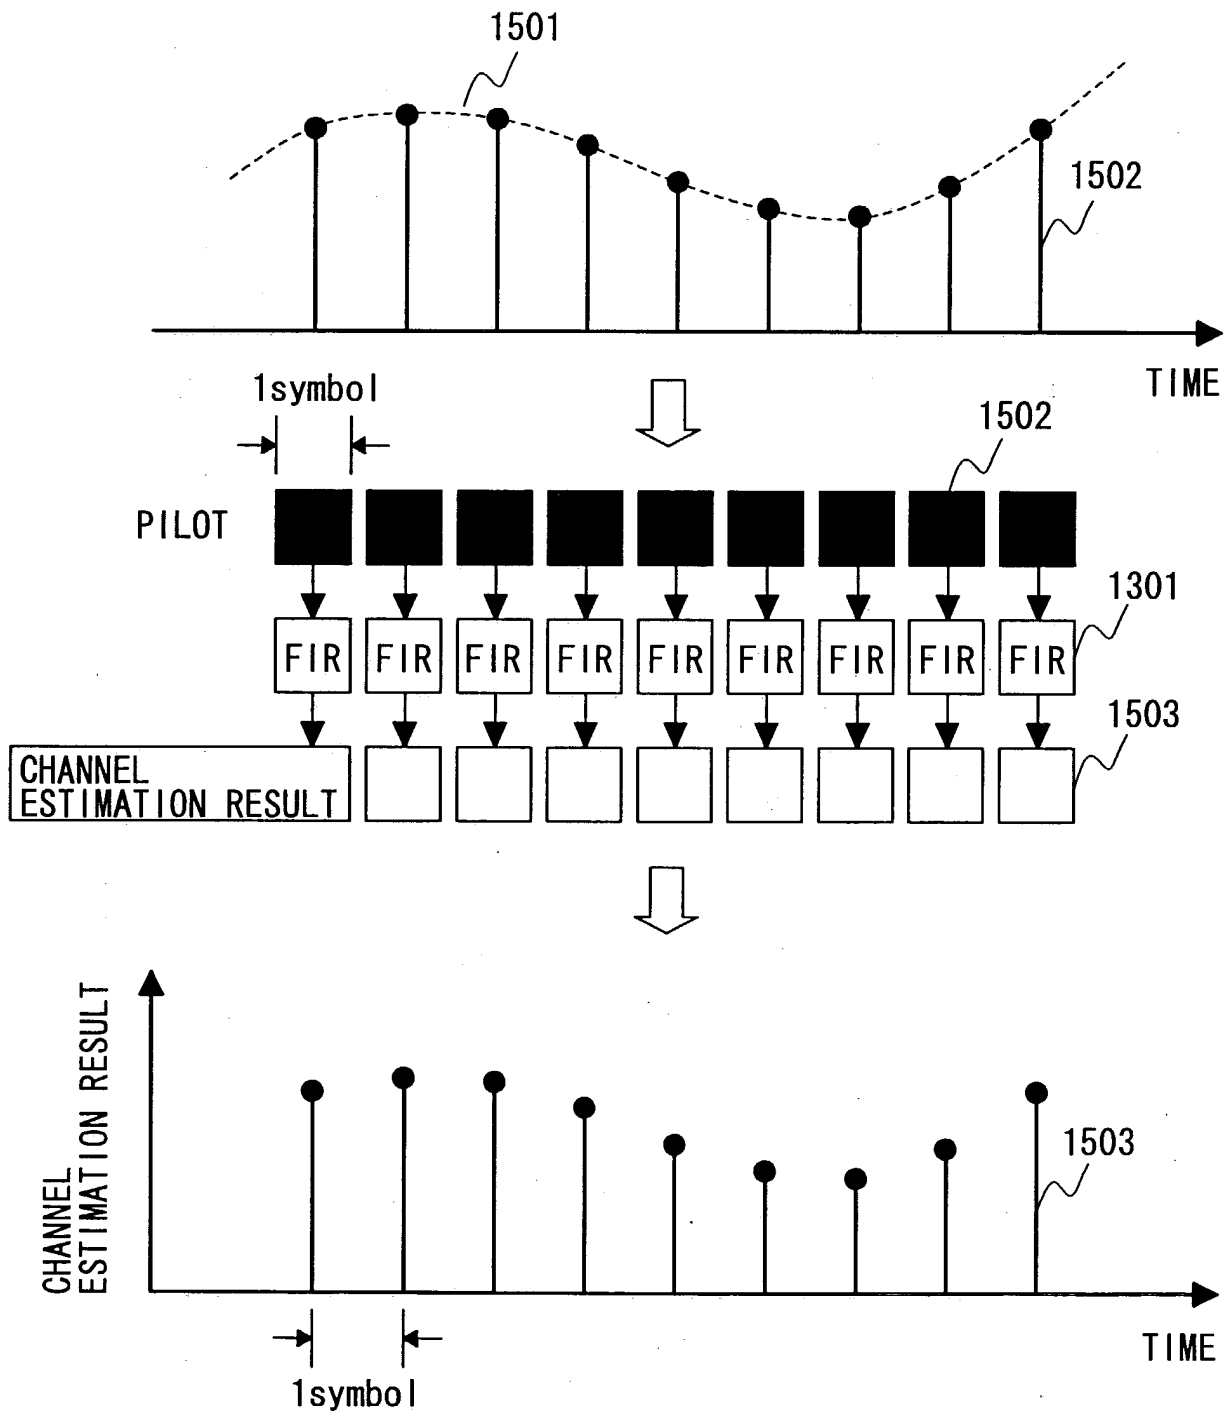 1501
1502
TIME
1symbol
1502
PILOT
1301
FIR FIR FIR FIR FIR FIR FIR FIR FIR
1503
CHANNEL
ESTIMATION RESULT
CHANNEL
ESTIMATION RESULT
1503
TIME
1symbol